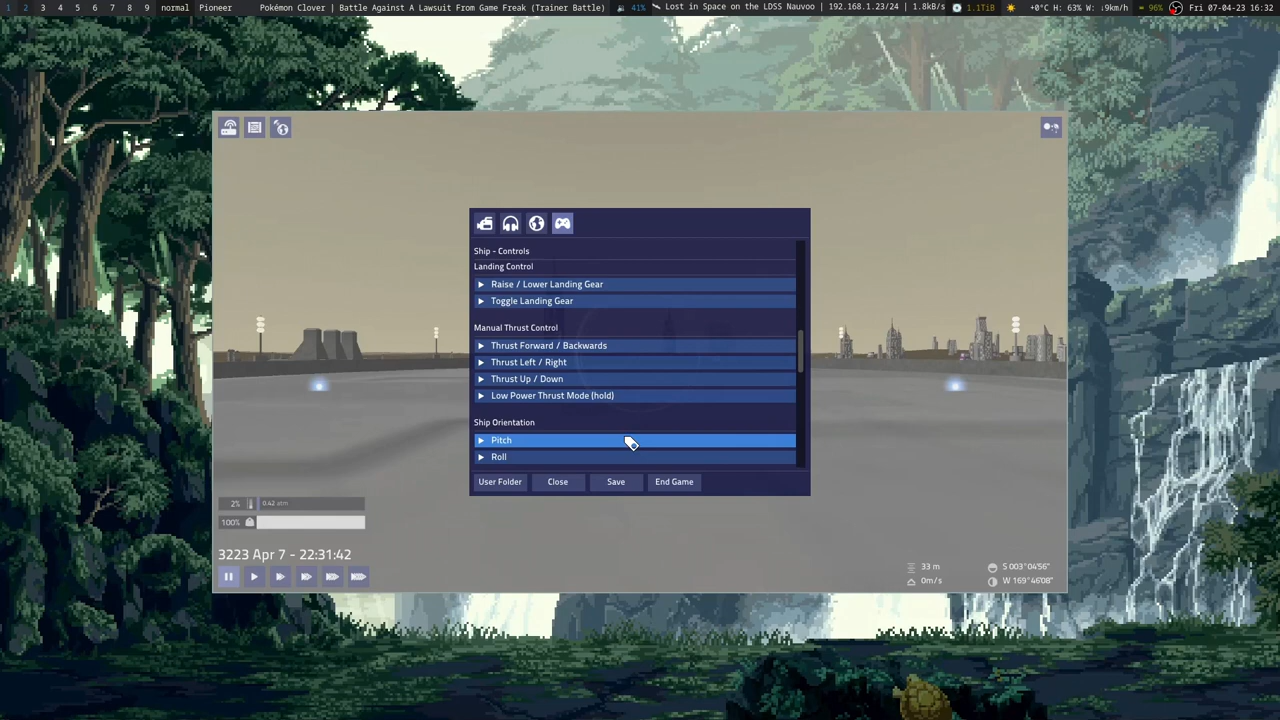 1 2 3 4 5 6 7 8 9 normal Pioneer Pokémon Clover | Battle Against A Lawsuit From Game Freak (Trainer Battle) 41% Lost in Space on the LDSS Nauvoo | 192.168.1.23/24 | 1.8kB/s 1.1TiB +0°C H: 63% W: ↓9km/h = 96% Fri 07-04-23 16:32
Ship - Controls
Landing Control
Raise / Lower Landing Gear
Toggle Landing Gear
Manual Thrust Control
Thrust Forward / Backwards
Thrust Left / Right
Thrust Up / Down
Low Power Thrust Mode (hold)
Ship Orientation
Pitch
Roll
User Folder Close Save End Game
2% 0.42 atm
100%
3223 Apr 7 - 22:31:42
33 m S 003°04'56"
0m/s W 169°46'08"